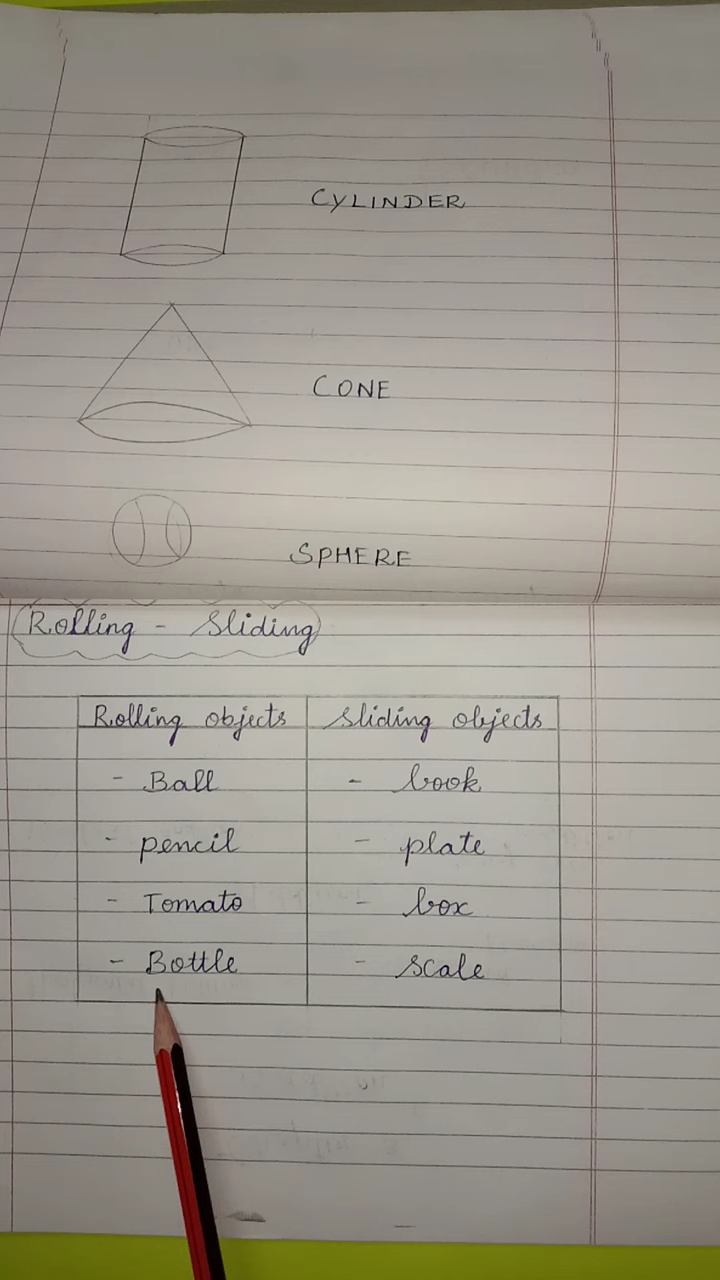 CYLINDER
CONE
SPHERE
Rolling - Sliding
Rolling objects sliding objects
- Ball - book
- pencil - plate
- Tomato - box
- Bottle - scale